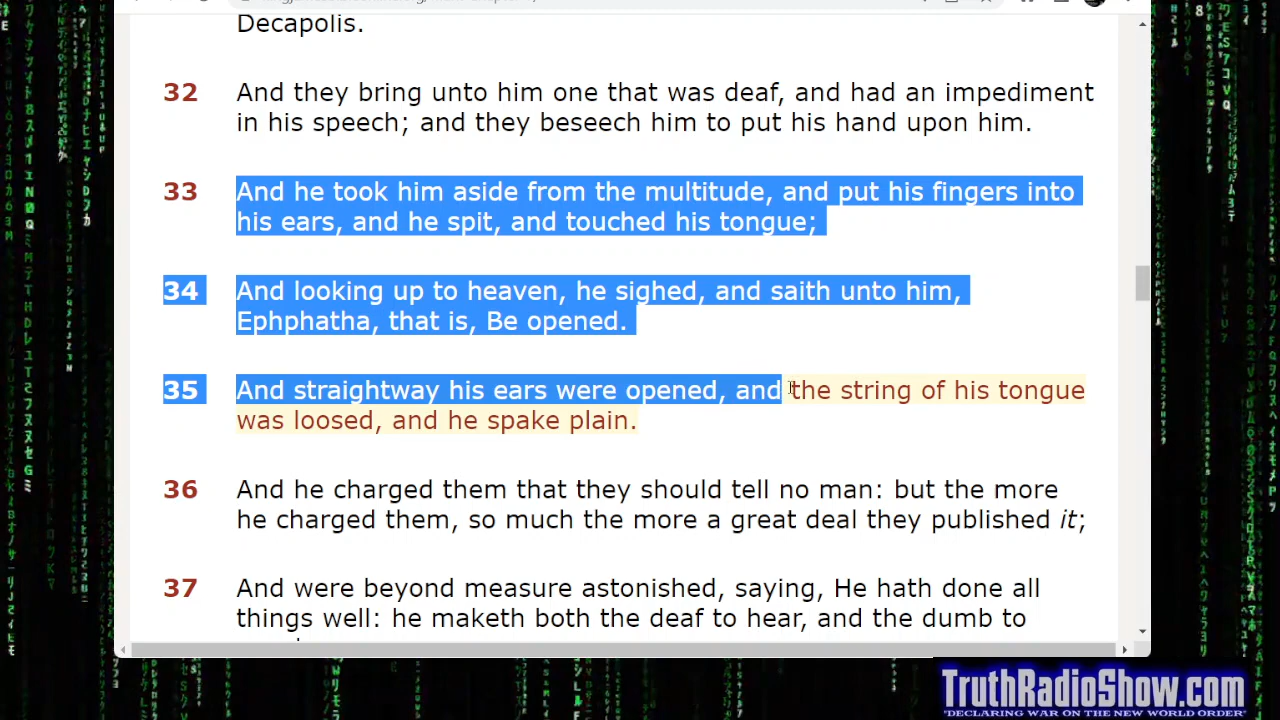 Decapolis.
32 And they bring unto him one that was deaf, and had an impediment
in his speech; and they beseech him to put his hand upon him.
33 And he took him aside from the multitude, and put his fingers into
his ears, and he spit, and touched his tongue;
34 And looking up to heaven, he sighed, and saith unto him,
Ephphatha, that is, Be opened.
35 And straightway his ears were opened, and the string of his tongue
was loosed, and he spake plain.
36 And he charged them that they should tell no man: but the more
he charged them, so much the more a great deal they published it;
37 And were beyond measure astonished, saying, He hath done all
things well: he maketh both the deaf to hear, and the dumb to
TruthRadioShow.com
"DECLARING WAR ON THE NEW WORLD ORDER"